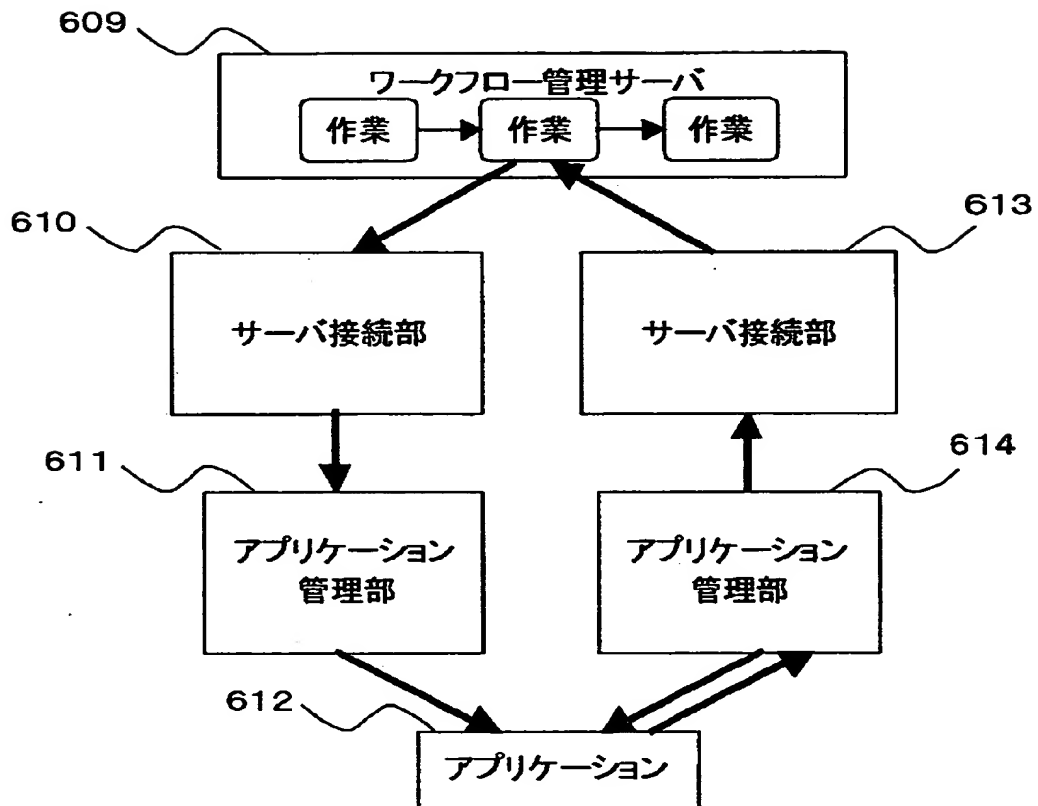 609
ワークフロー管理サーバ
作業
作業
作業
610
613
サーバ接続部
サーバ接続部
611
614
アプリケーション
管理部
アプリケーション
管理部
612
アプリケーション